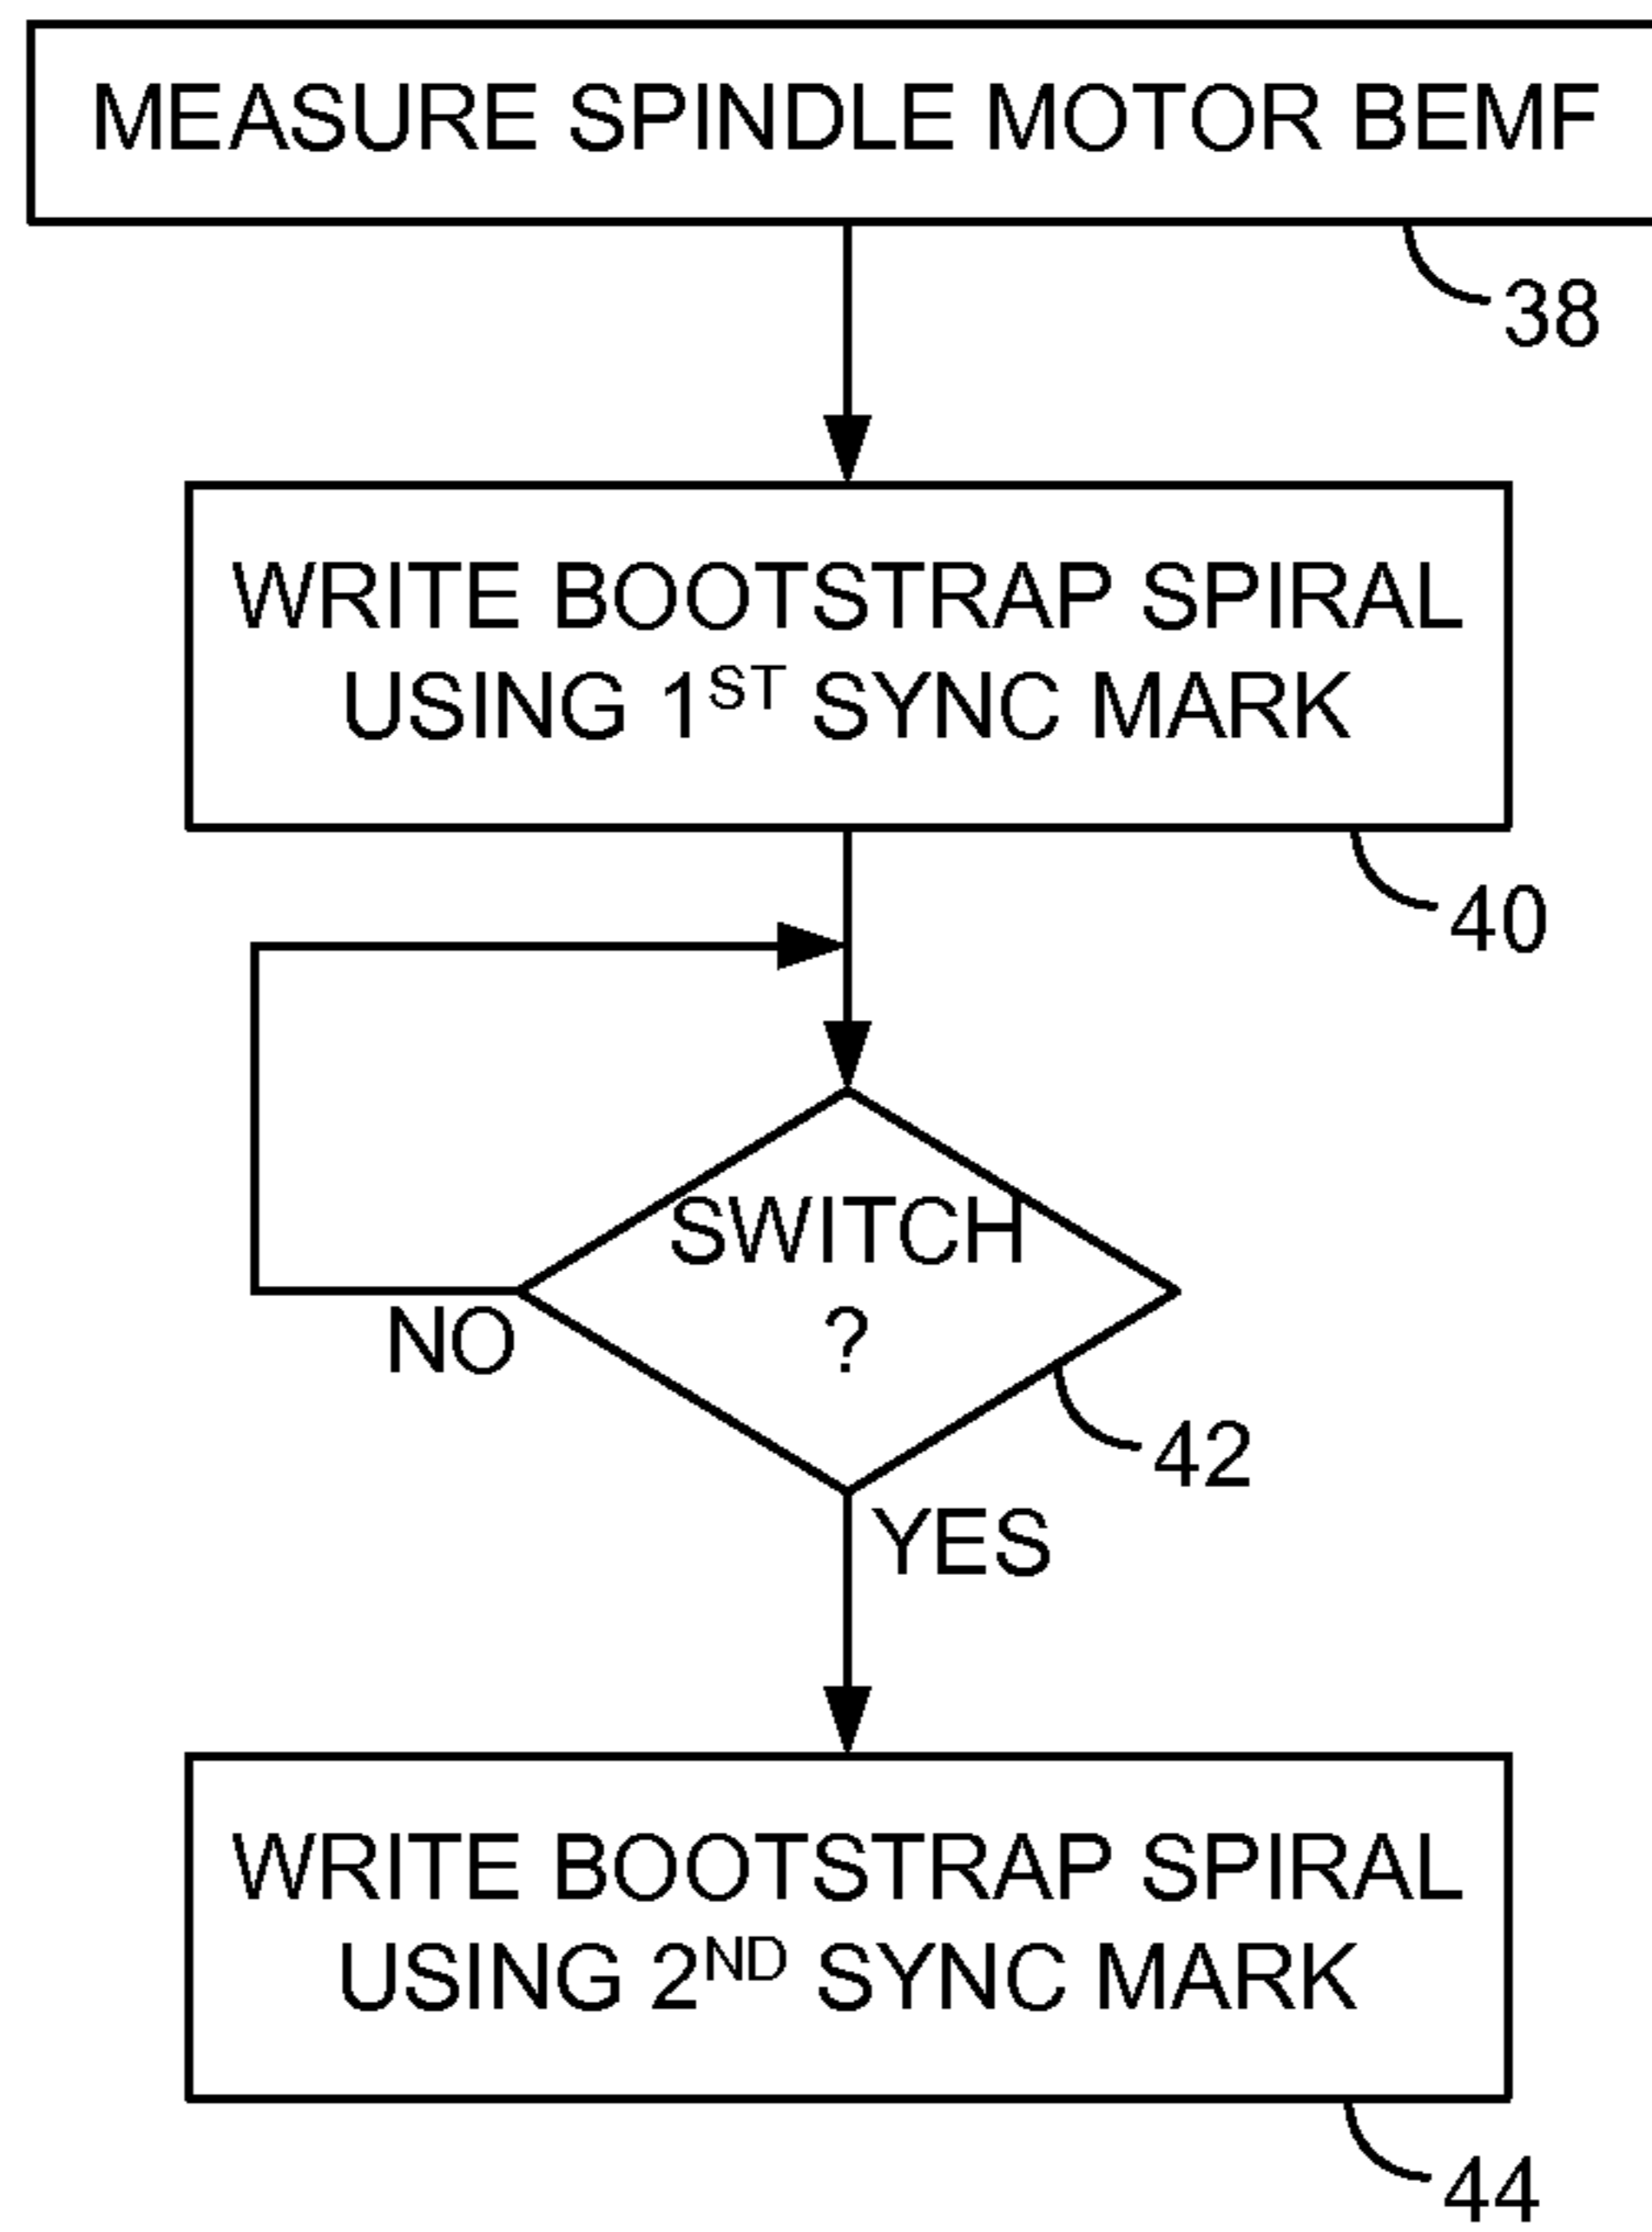 MEASURE SPINDLE MOTOR BEMF
38
WRITE BOOTSTRAP SPIRAL
USING 1ST SYNC MARK
40
SWITCH
?
NO
42
YES
WRITE BOOTSTRAP SPIRAL
USING 2ND SYNC MARK
44